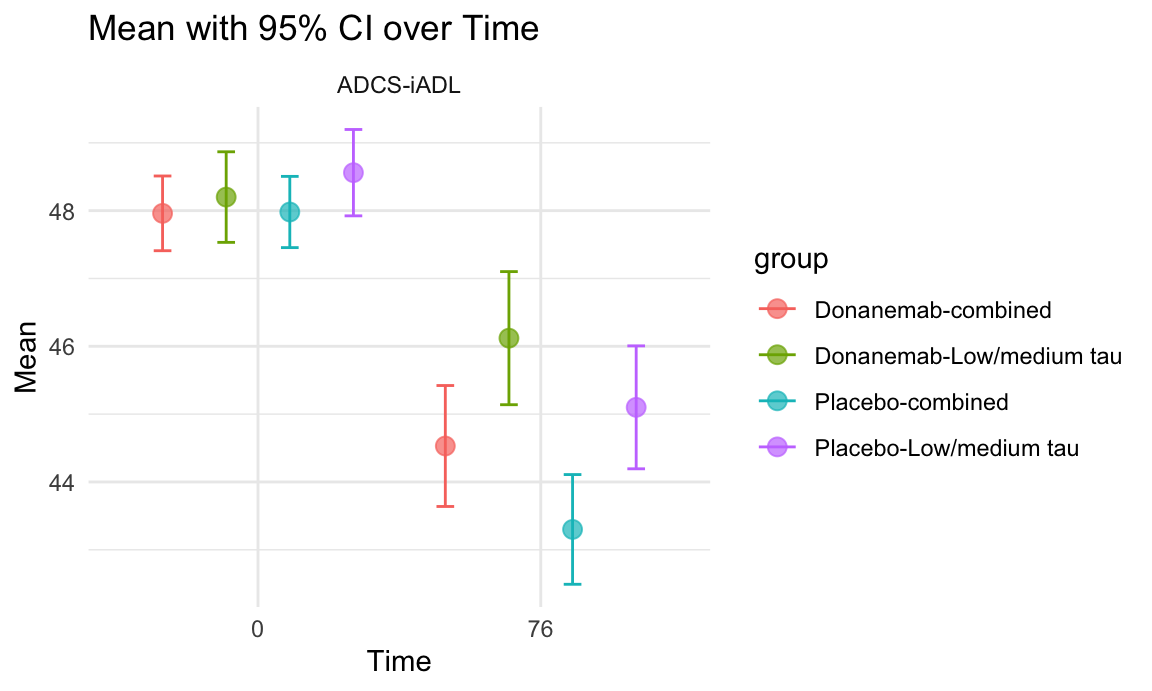 Mean with 95% CI over Time
ADCS-iADL
48
46
44
Mean
0
76
Time
group
Donanemab-combined
Donanemab-Low/medium tau
Placebo-combined
Placebo-Low/medium tau